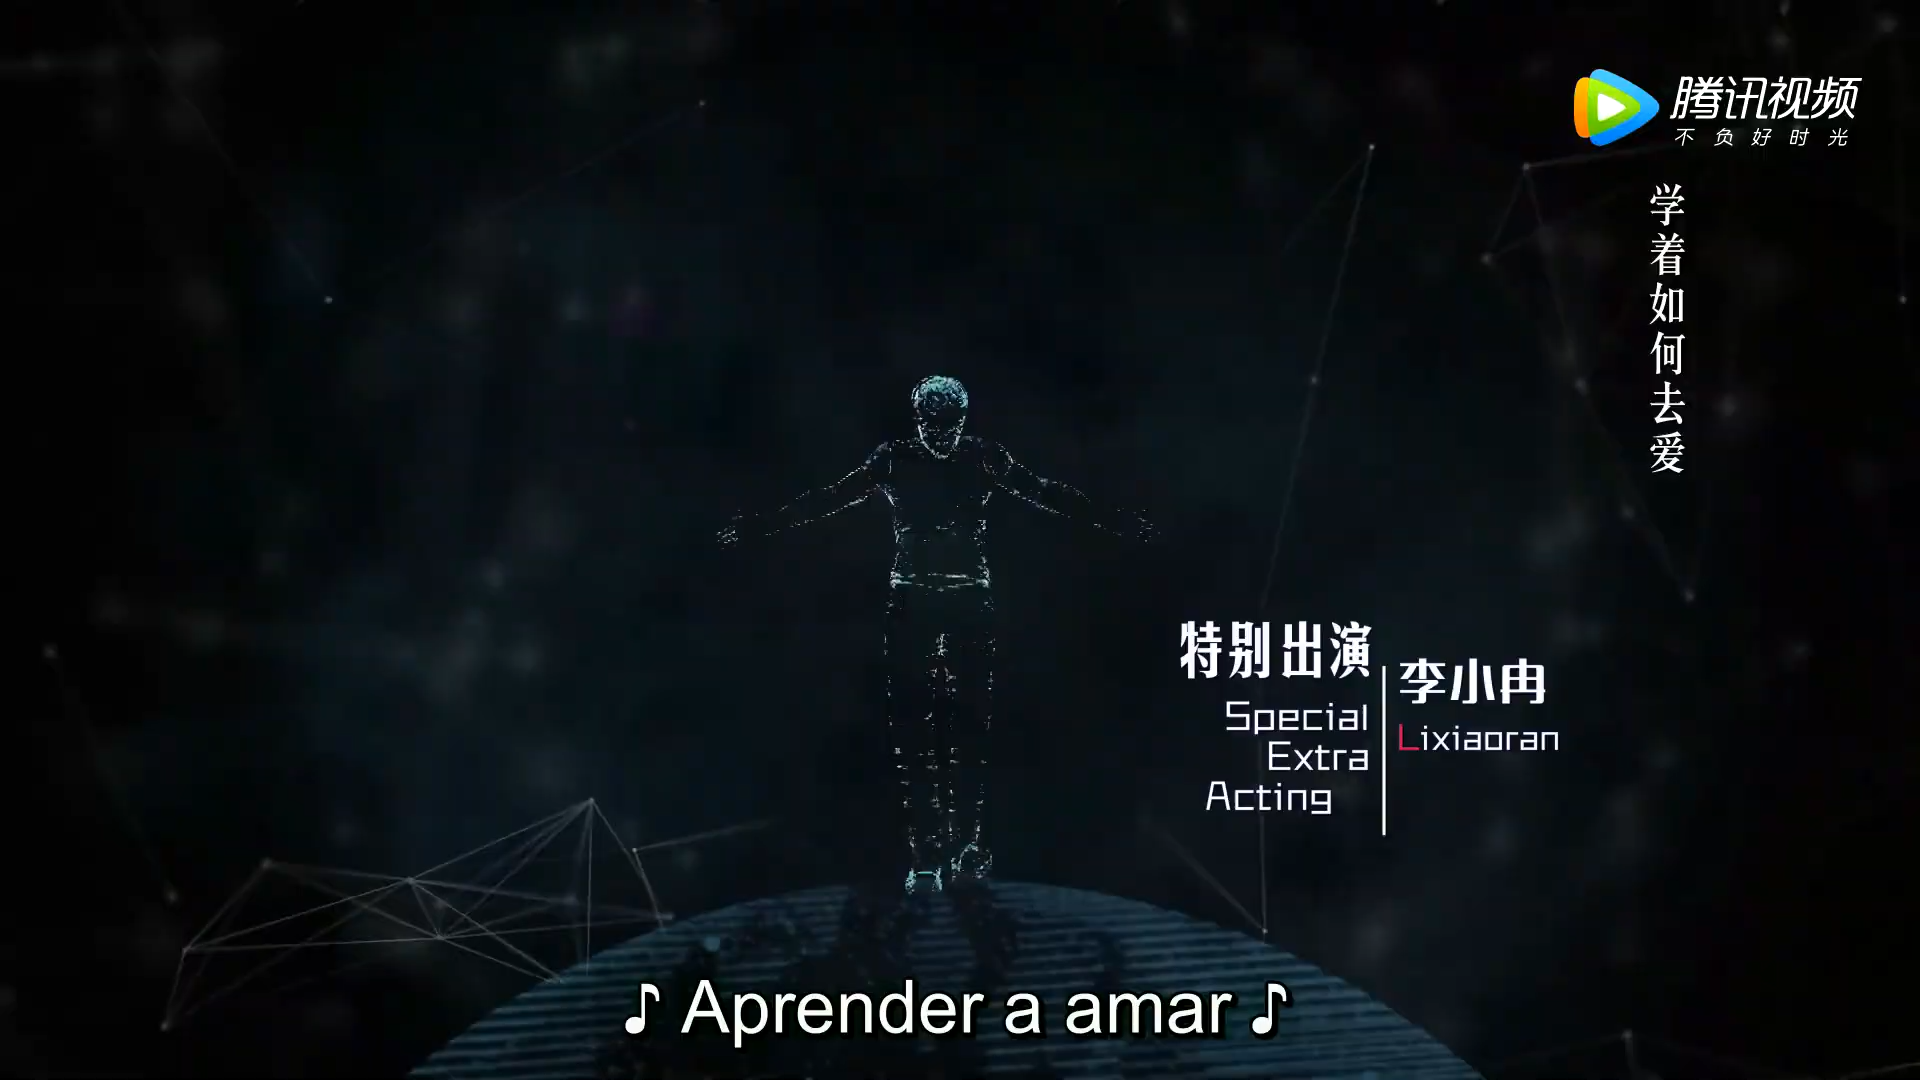 腾讯视频
不负好时光
学着如何去爱
特别出演
Special
Extra
Acting
李小冉
Lixiaoran
♪ Aprender a amar ♪